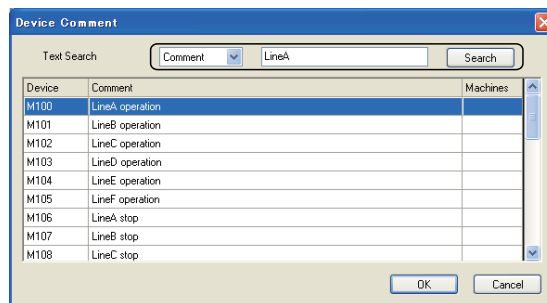 Device Comment
Text Search Comment LineA Search
Device Comment Machines
M100 LineA operation
M101 LineB operation
M102 LineC operation
M103 LineD operation
M104 LineE operation
M105 LineF operation
M106 LineA stop
M107 LineB stop
M108 LineC stop
OK Cancel